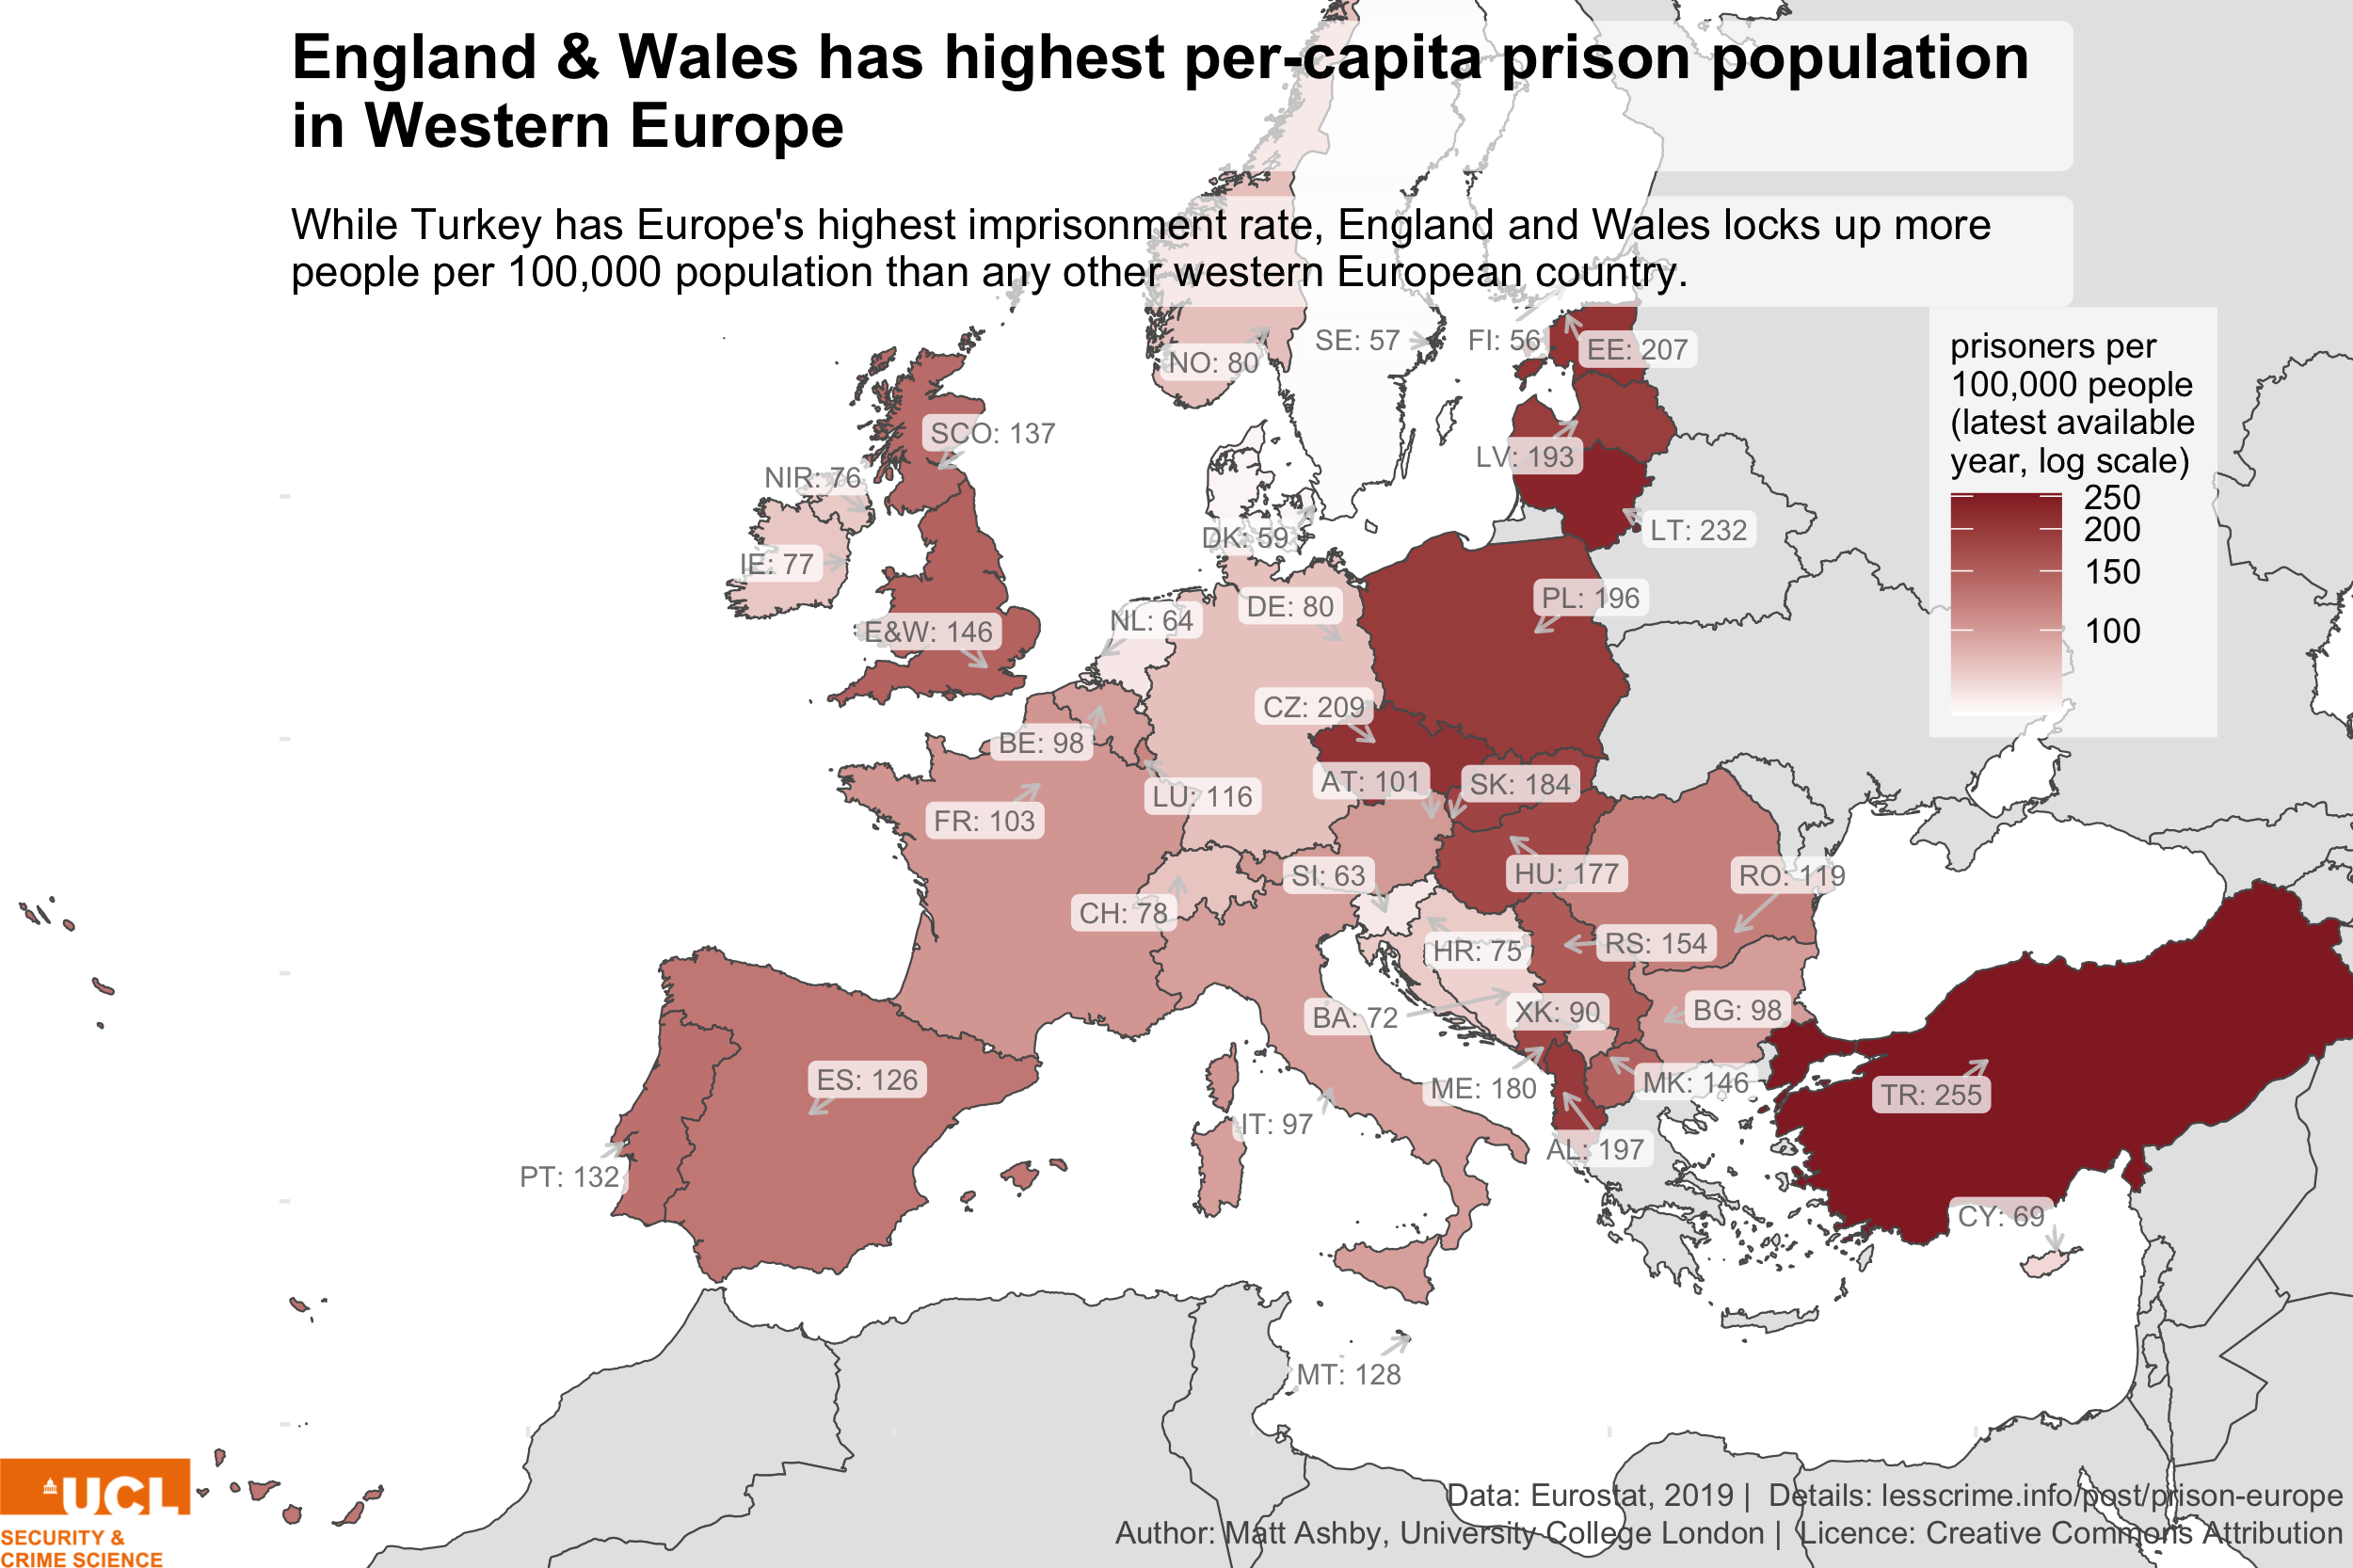 England & Wales has highest per-capita prison population
in Western Europe
While Turkey has Europe's highest imprisonment rate, England and Wales locks up more
people per 100,000 population than any other western European country.
NO: 80
SE: 57
FI: 56
EE: 207
prisoners per
100,000 people
(latest available
year, log scale)
250
200
150
100
SCO: 137
LV: 193
NIR: 76
LT: 232
DK: 59
IE: 77
PL: 196
DE: 80
NL: 64
E&W: 146
CZ: 209
BE: 98
AT: 101
SK: 184
LU: 116
FR: 103
SI: 63
HU: 177
RO: 119
CH: 78
HR: 75
RS: 154
BA: 72
XK: 90
BG: 98
ES: 126
ME: 180
MK: 146
TR: 255
IT: 97
AL: 197
PT: 132
CY: 69
MT: 128
UCL
SECURITY &
CRIME SCIENCE
Data: Eurostat, 2019 | Details: lesscrime.info/post/prison-europe
Author: Matt Ashby, University College London | Licence: Creative Commons Attribution